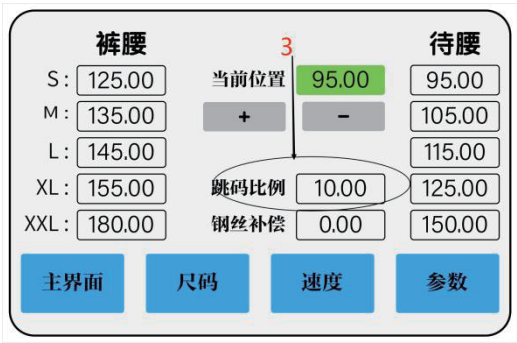 裤腰 3 待腰
S: 125.00 当前位置 95.00 95.00
M: 135.00 + - 105.00
L: 145.00 115.00
XL: 155.00 跳码比例 10.00 125.00
XXL: 180.00 钢丝补偿 0.00 150.00
主界面 尺码 速度 参数